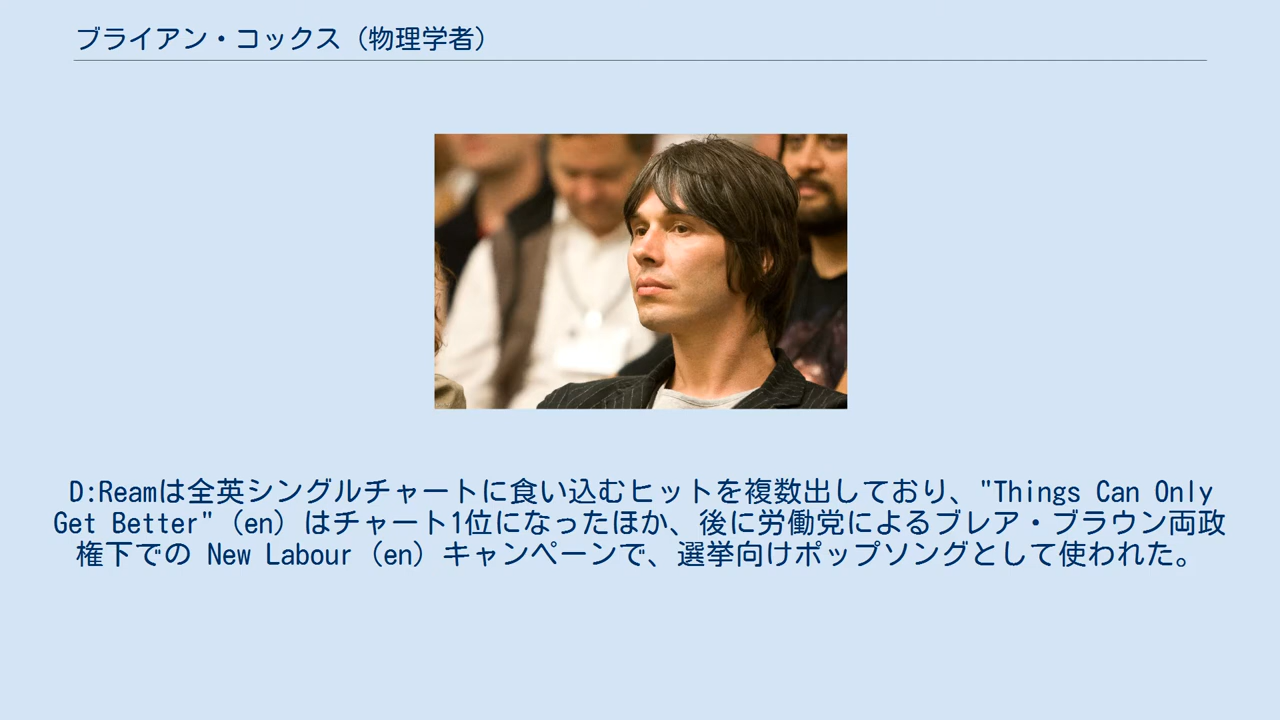 ブライアン・コックス（物理学者）
D:Reamは全英シングルチャートに食い込むヒットを複数出しており、"Things Can Only
Get Better"（en）はチャート1位になったほか、後に労働党によるブレア・ブラウン両政
権下での New Labour（en）キャンペーンで、選挙向けポップソングとして使われた。